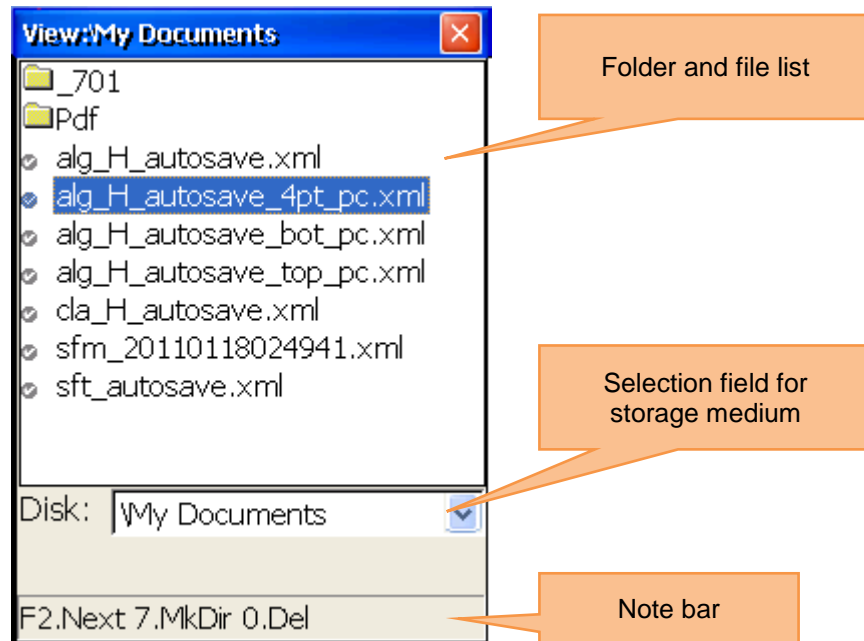 View:\My Documents
Folder and file list
_701
Pdf
alg_H_autosave.xml
alg_H_autosave_4pt_pc.xml
alg_H_autosave_bot_pc.xml
alg_H_autosave_top_pc.xml
cla_H_autosave.xml
sfm_20110118024941.xml
sft_autosave.xml
Selection field for
storage medium
Disk: \My Documents
F2.Next 7.MkDir 0.Del
Note bar